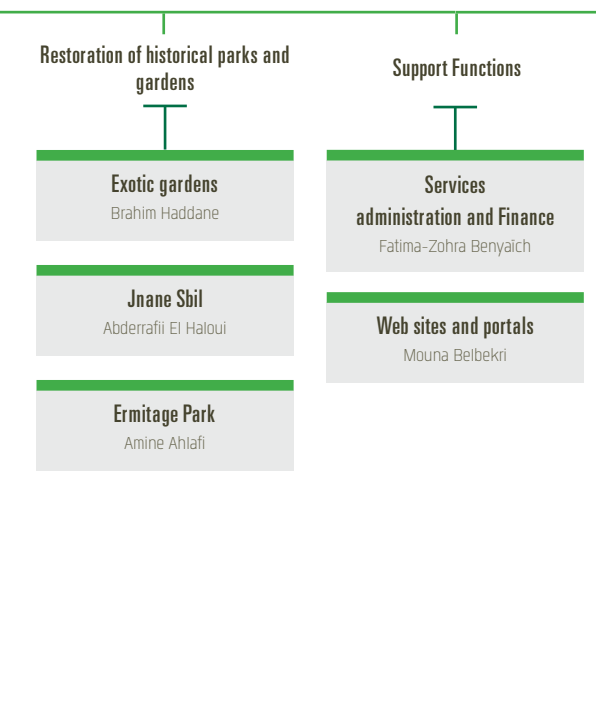 Restoration of historical parks and
gardens
Exotic gardens
Brahim Haddane
Jnane Sbil
Abderrafii El Haloui
Ermitage Park
Amine Ahlafi
Support Functions
Services
administration and Finance
Fatima-Zohra Benyaïch
Web sites and portals
Mouna Belbekri